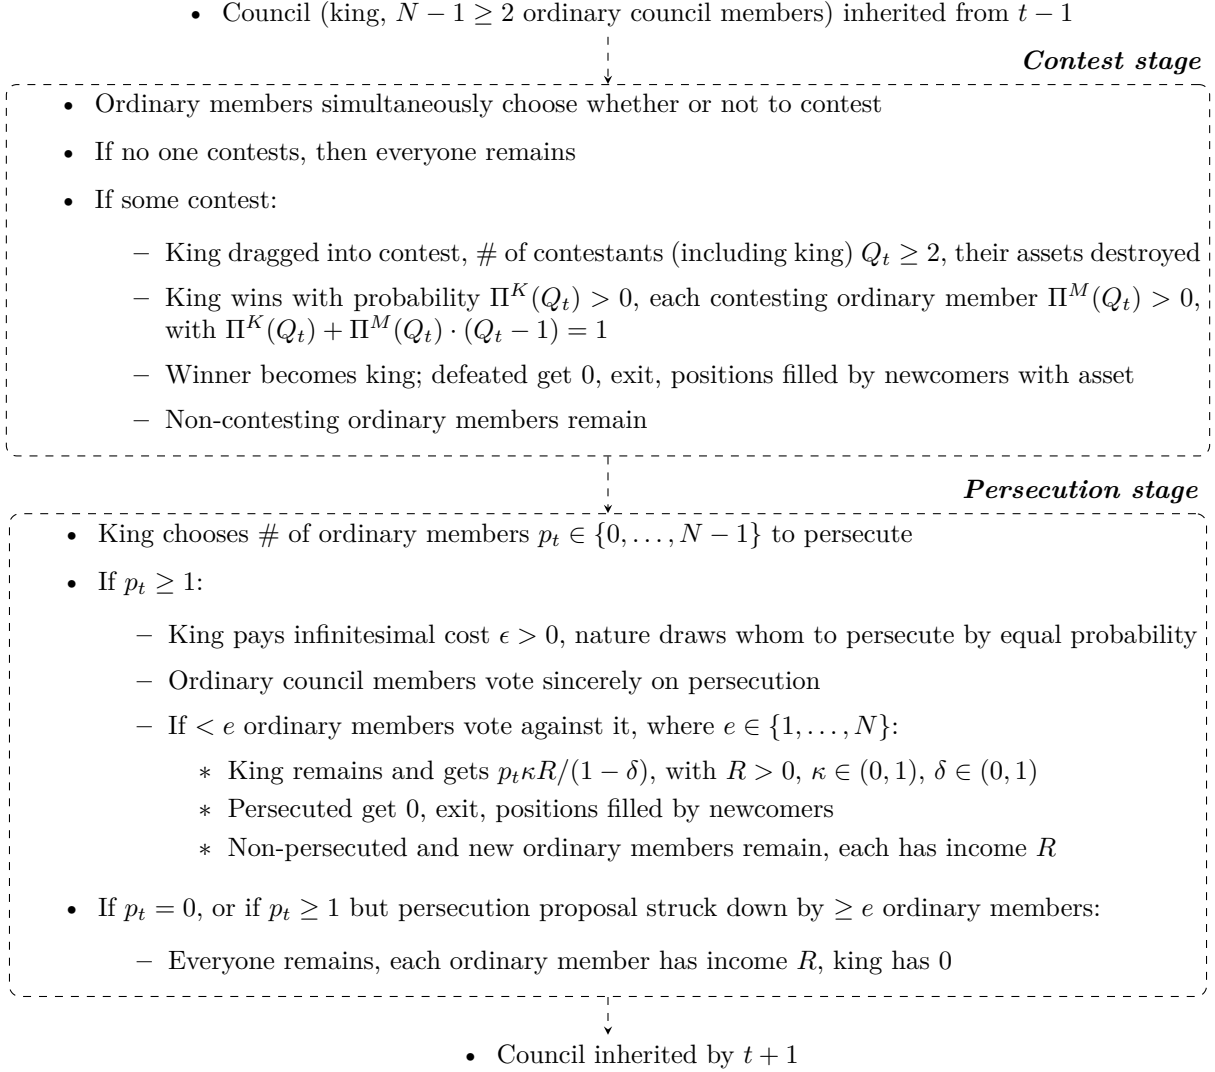 • Council (king, N − 1 ≥ 2 ordinary council members) inherited from t − 1
Contest stage
• Ordinary members simultaneously choose whether or not to contest
• If no one contests, then everyone remains
• If some contest:
– King dragged into contest, # of contestants (including king) Q_t ≥ 2, their assets destroyed
– King wins with probability Π^K(Q_t) > 0, each contesting ordinary member Π^M(Q_t) > 0,
with Π^K(Q_t) + Π^M(Q_t) · (Q_t − 1) = 1
– Winner becomes king; defeated get 0, exit, positions filled by newcomers with asset
– Non-contesting ordinary members remain
Persecution stage
• King chooses # of ordinary members p_t ∈ {0, . . . , N − 1} to persecute
• If p_t ≥ 1:
– King pays infinitesimal cost ϵ > 0, nature draws whom to persecute by equal probability
– Ordinary council members vote sincerely on persecution
– If < e ordinary members vote against it, where e ∈ {1, . . . , N}:
∗ King remains and gets p_tκR/(1 − δ), with R > 0, κ ∈ (0, 1), δ ∈ (0, 1)
∗ Persecuted get 0, exit, positions filled by newcomers
∗ Non-persecuted and new ordinary members remain, each has income R
• If p_t = 0, or if p_t ≥ 1 but persecution proposal struck down by ≥ e ordinary members:
– Everyone remains, each ordinary member has income R, king has 0
• Council inherited by t + 1